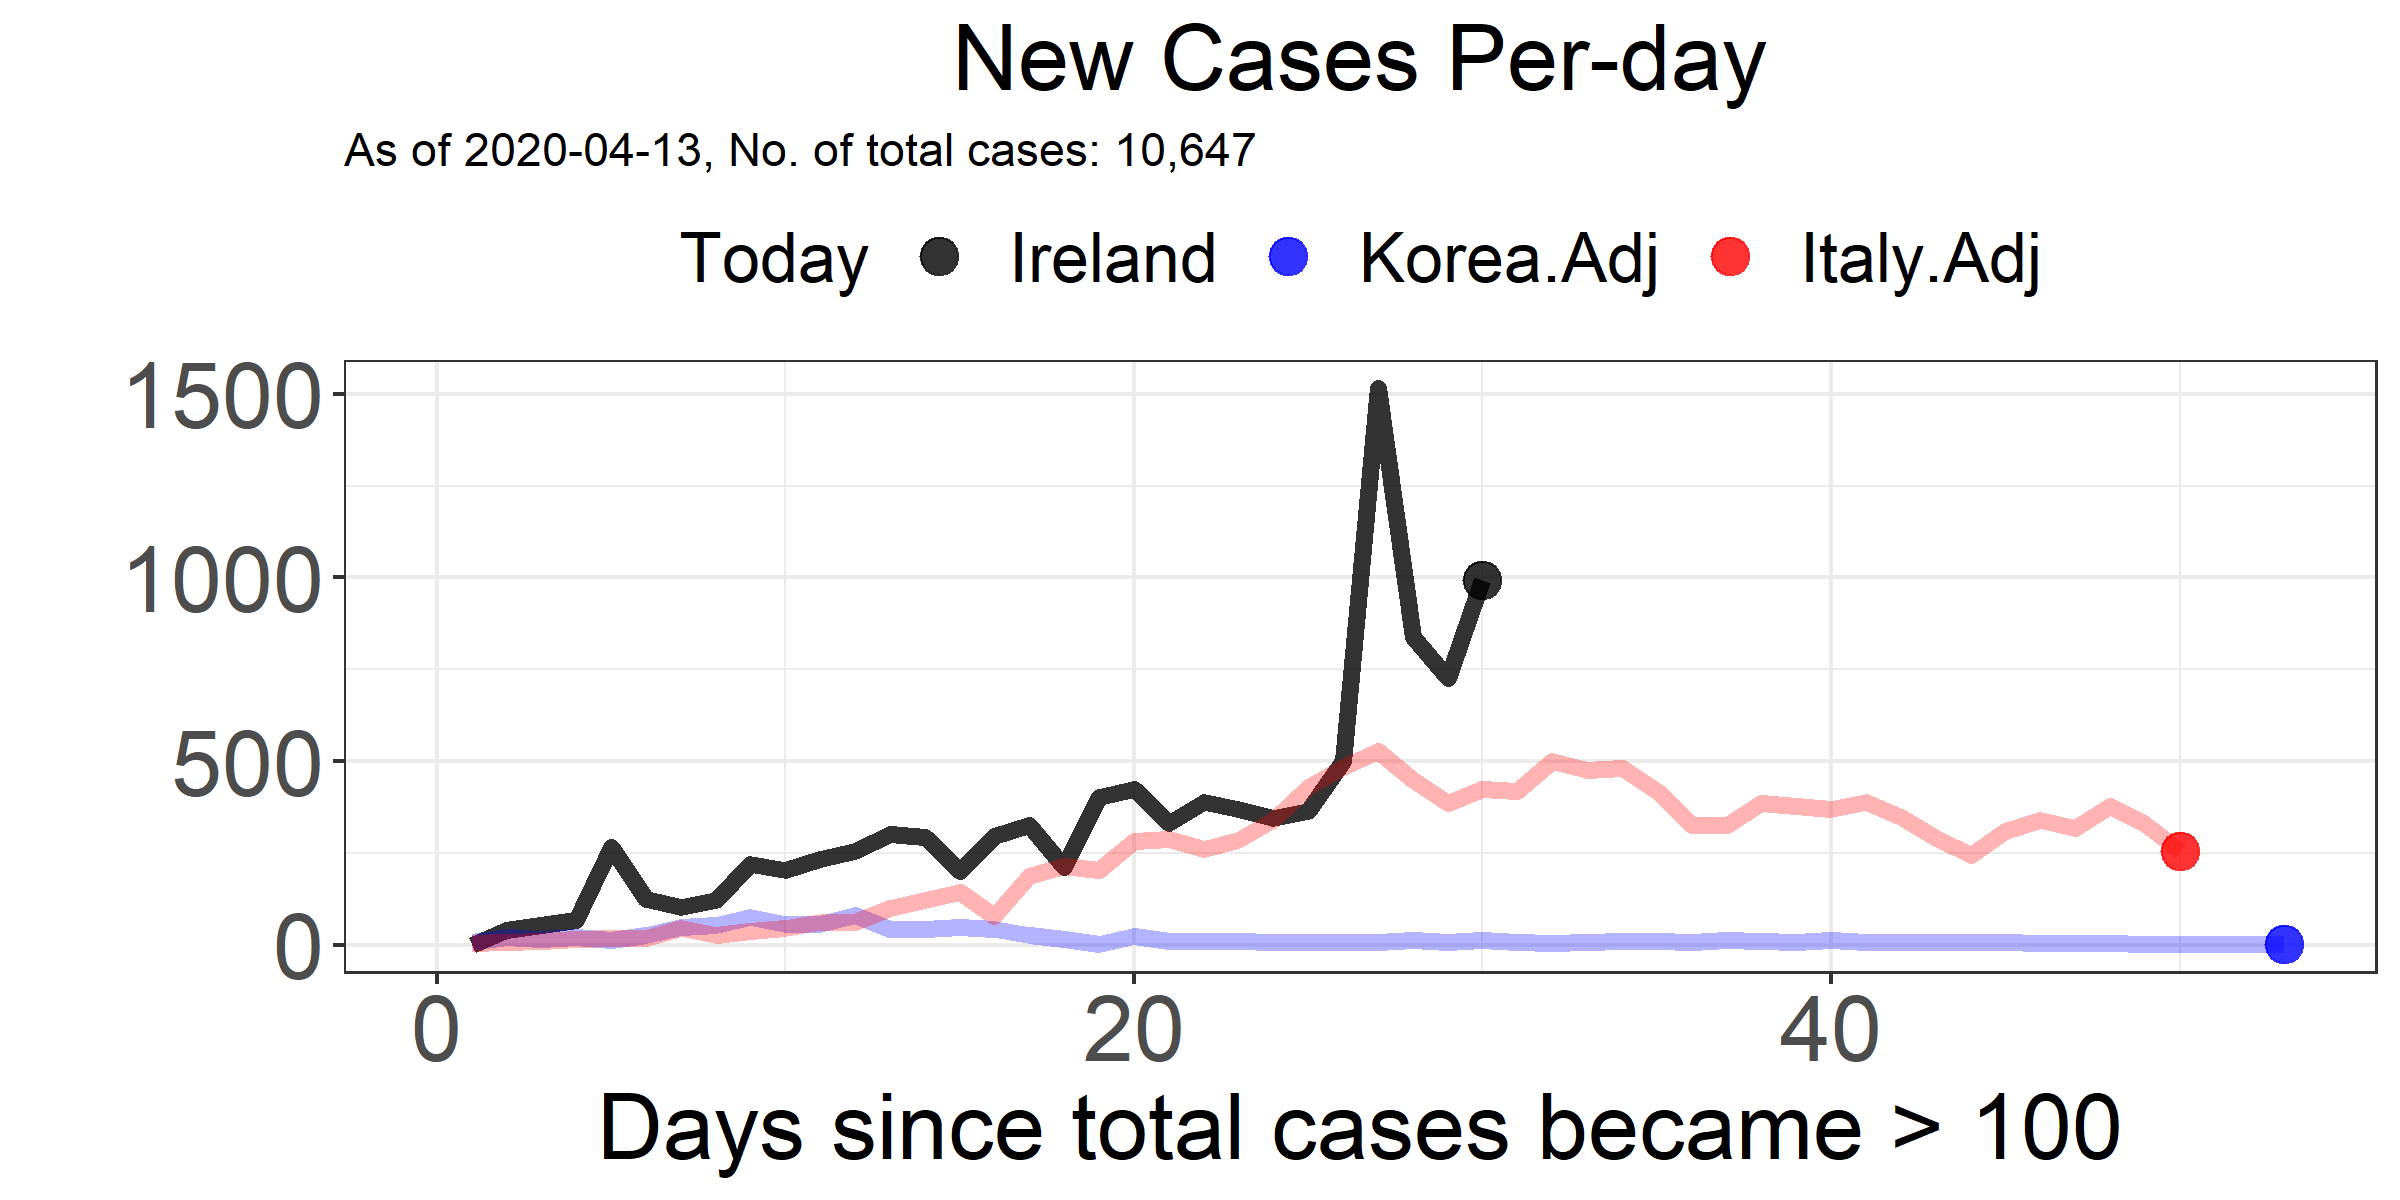 New Cases Per-day
As of 2020-04-13, No. of total cases: 10,647
Today Ireland Korea.Adj Italy.Adj
1500
1000
500
0
0 20 40
Days since total cases became > 100